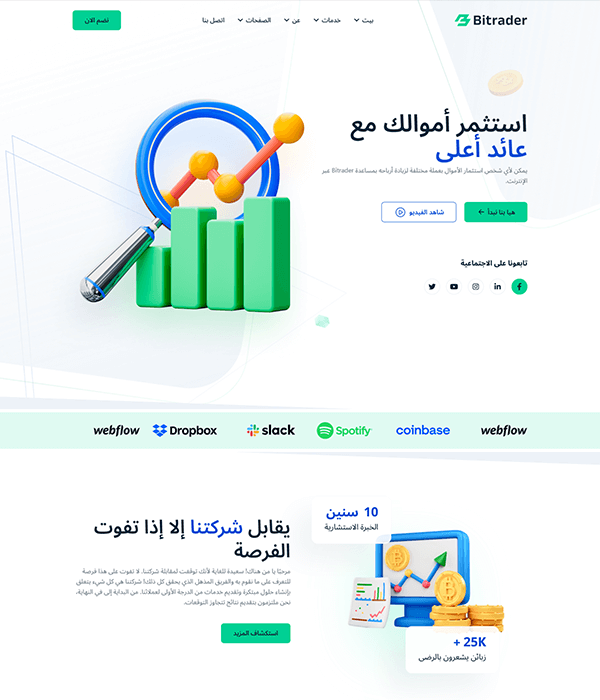 Bitrader
بيت
خدمات
عن
الصفحات
اتصل بنا
نضم الان
استثمر أموالك مع
عائد أعلى
يمكن لأي شخص استثمار الأموال بعملة مختلفة لزيادة أرباحه بمساعدة Bitrader عبر
الإنترنت.
هيا بنا نبدأ
شاهد الفيديو
تابعونا على الاجتماعية
webflow
Dropbox
slack
Spotify
coinbase
webflow
10 سنين
الخبرة الاستشارية
يقابل شركتنا إلا إذا تفوت
الفرصة
مرحبًا يا من هناك! سعيدة للغاية لأنك توقفت لمقابلة شركتنا. لا تفوت على هذا فرصة
للتعرف على ما نقوم به والفريق المذهل الذي يحقق كل ذلك! شركتنا هي كل شيء يتعلق
بإنشاء حلول مبتكرة وتقديم خدمات من الدرجة الأولى لعملائنا. من البداية إلى في النهاية،
نحن ملتزمون بتقديم نتائج تتجاوز التوقعات.
استكشاف المزيد
25K +
زبائن يشعرون بالرضى